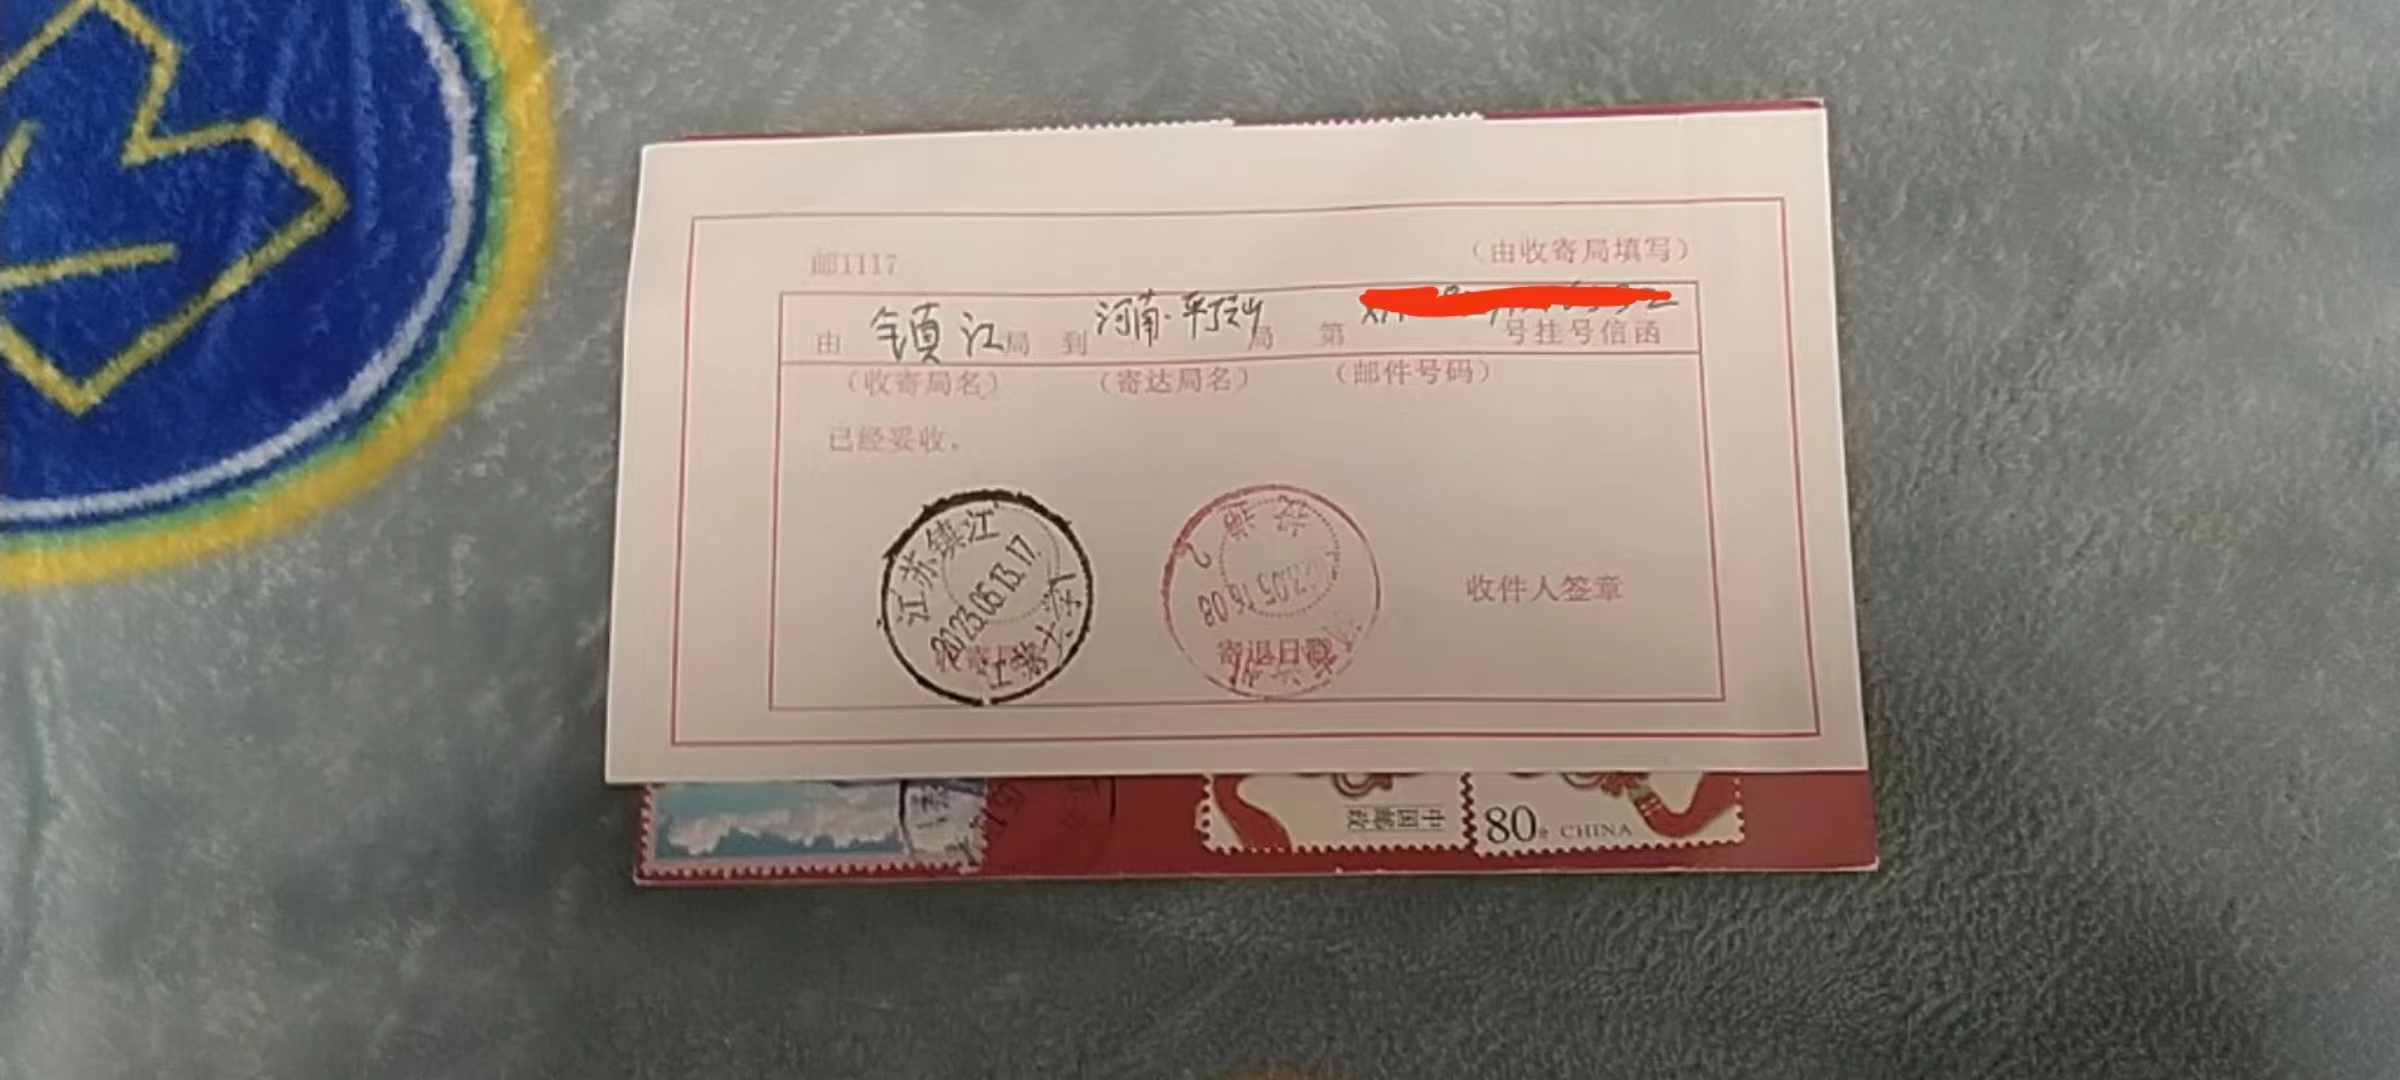 邮1117
（由收寄局填写）
由 镇江 局 到 河南·平顶山 局 第 号挂号信函
（收寄局名） （寄达局名） （邮件号码）
已经妥收。
江苏镇江
2023.05.13.17
江苏大学1
投
2
.05.16.08
寄退日戳
收件人签章
中国邮政
80分 CHINA